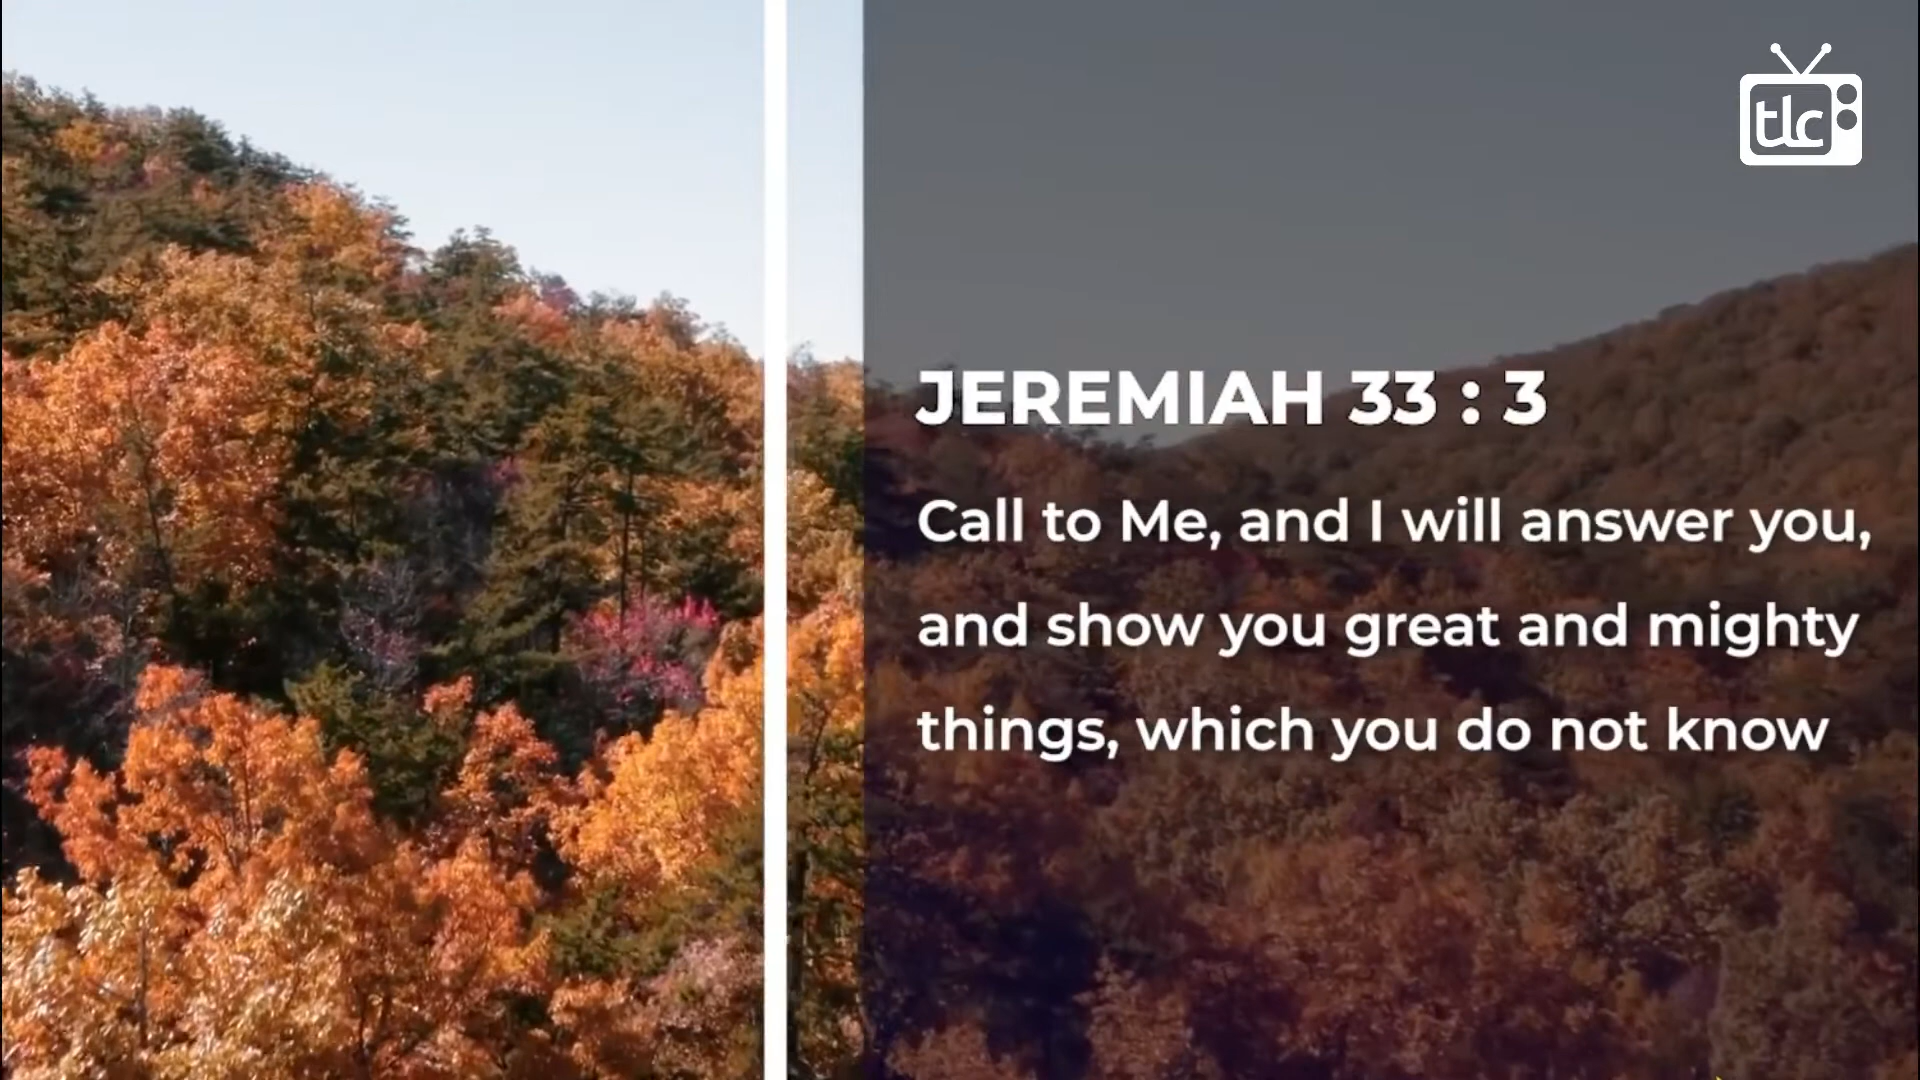 tlc
JEREMIAH 33 : 3
Call to Me, and I will answer you,
and show you great and mighty
things, which you do not know